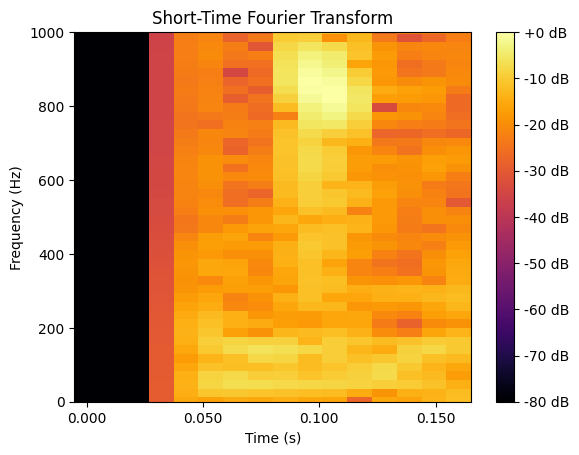 Short-Time Fourier Transform
1000
800
600
400
200
0
Frequency (Hz)
0.000
0.050
0.100
0.150
Time (s)
+0 dB
-10 dB
-20 dB
-30 dB
-40 dB
-50 dB
-60 dB
-70 dB
-80 dB